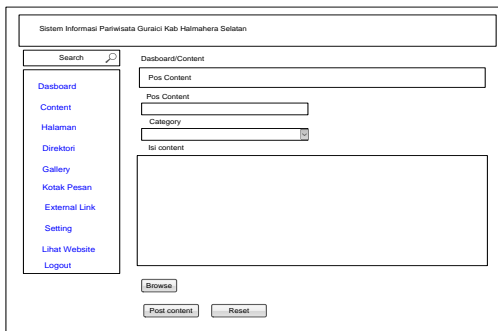 Sistem Informasi Pariwisata Guraici Kab Halmahera Selatan
Search
Dasboard
Content
Halaman
Direktori
Gallery
Kotak Pesan
External Link
Setting
Lihat Website
Logout
Dasboard/Content
Pos Content
Pos Content
Category
Isi content
Browse
Post content
Reset